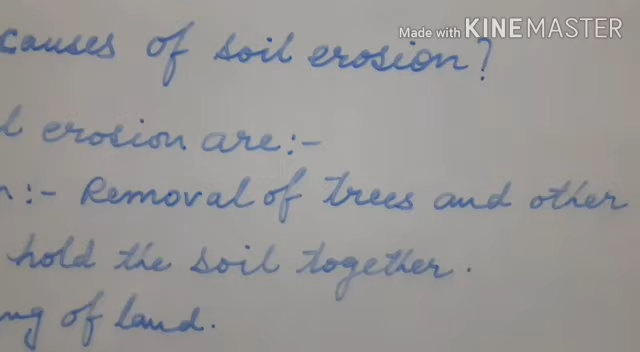 Made with KINEMASTER
causes of soil erosion?
erosion are:-
:- Removal of trees and other
hold the soil together.
of land.